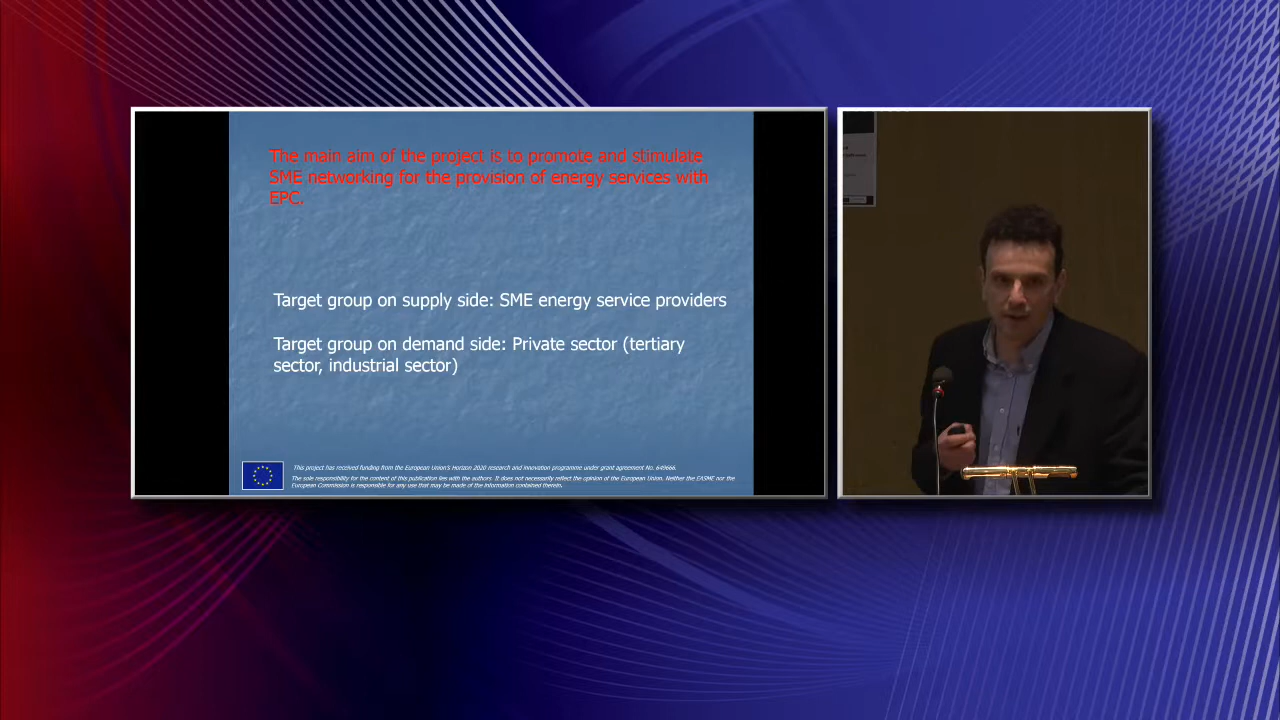 The main aim of the project is to promote and stimulate
SME networking for the provision of energy services with
EPC.
Target group on supply side: SME energy service providers
Target group on demand side: Private sector (tertiary
sector, industrial sector)
This project has received funding from the European Union'S Horizon 2020 research and innovation programme under grant agreement No. 649666.
The sole responsibility for the content of this publication lies with the authors. It does not necessarily reflect the opinion of the European Union. Neither the EASME nor the
European Commission is responsible for any use that may be made of the information contained therein.